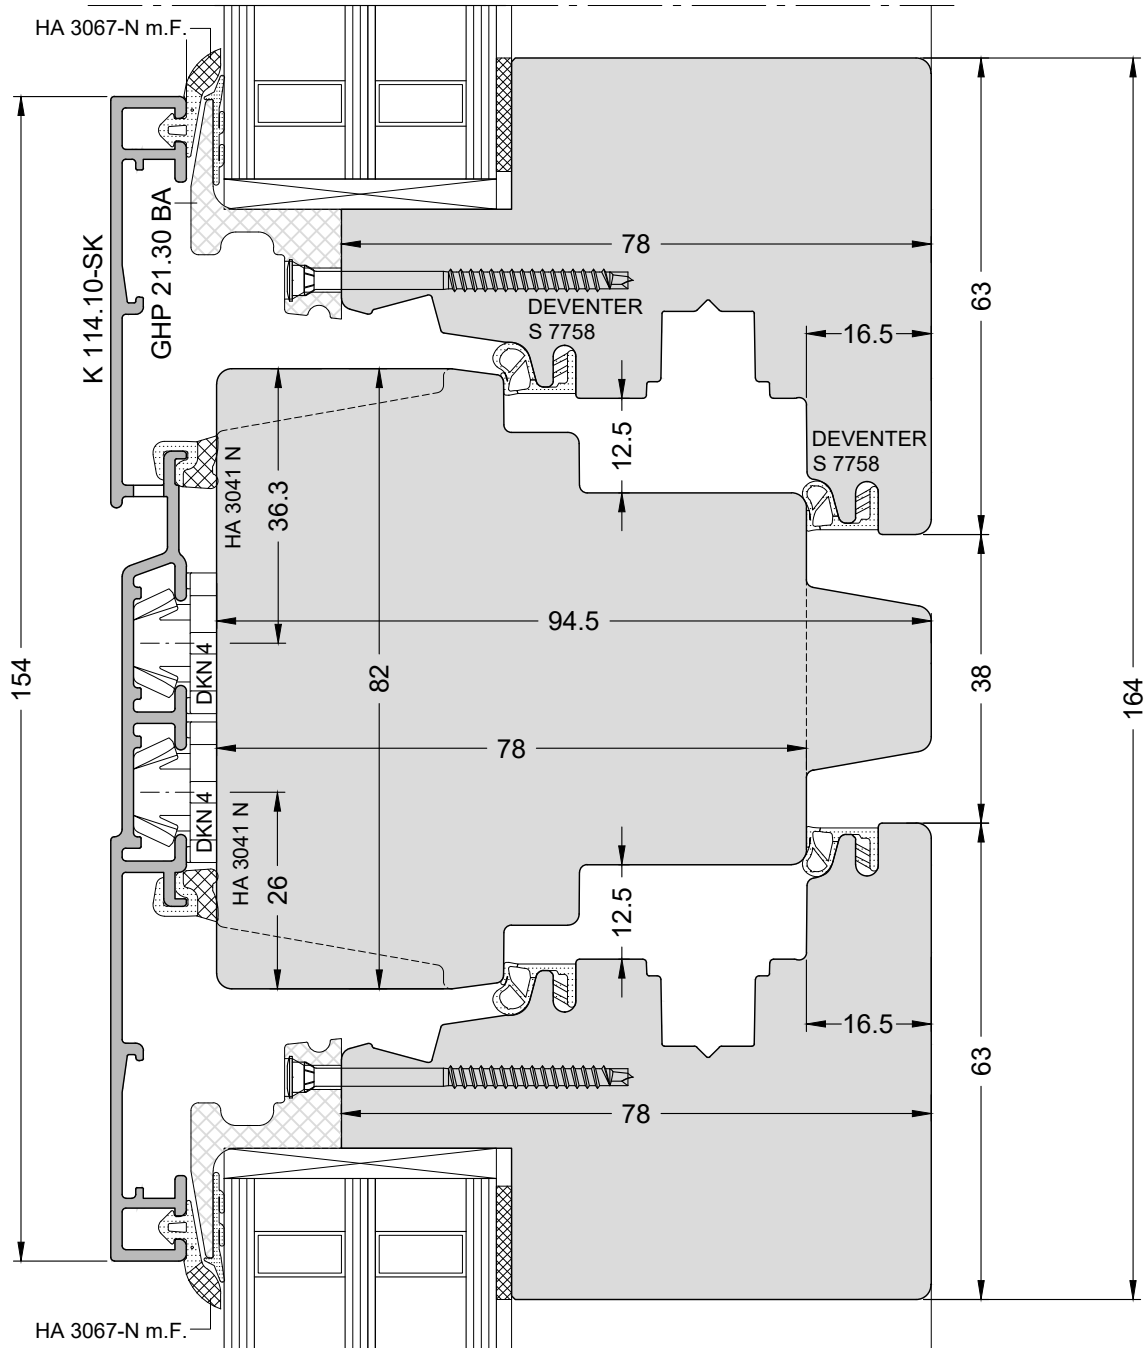 HA 3067-N m.F.
K 114.10-SK
GHP 21.30 BA
78
63
DEVENTER
S 7758
16.5
12.5
DEVENTER
S 7758
HA 3041 N
36.3
94.5
154
DKN 4
82
38
164
78
DKN 4
HA 3041 N
26
12.5
16.5
63
78
HA 3067-N m.F.